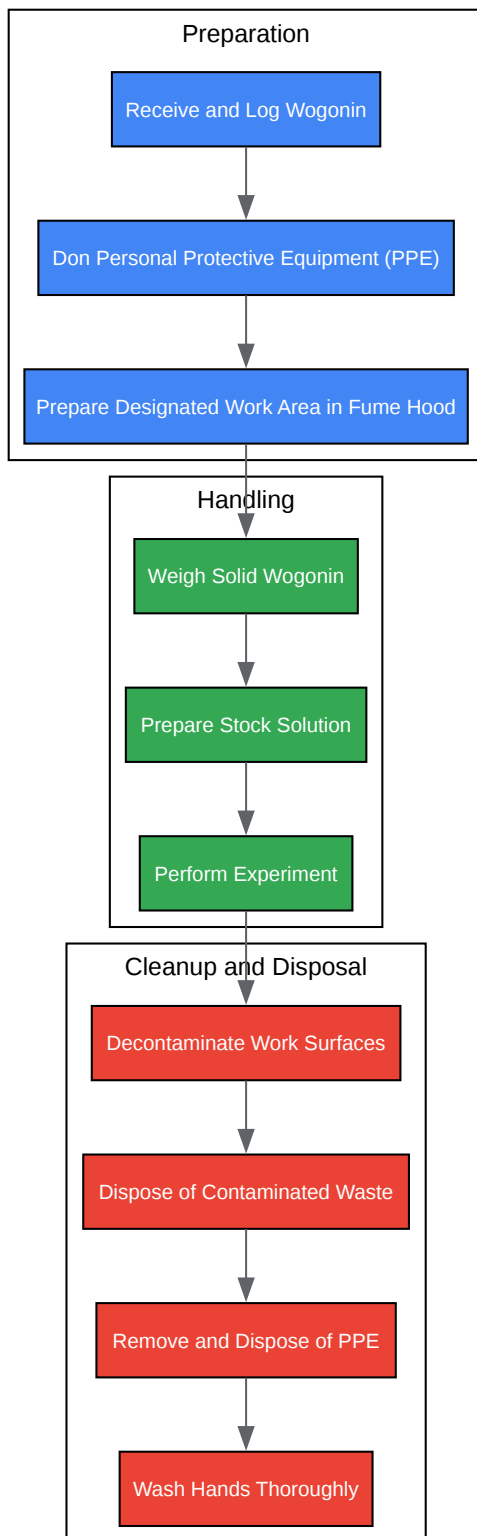 Preparation
Receive and Log Wogonin
Don Personal Protective Equipment (PPE)
Prepare Designated Work Area in Fume Hood
Handling
Weigh Solid Wogonin
Prepare Stock Solution
Perform Experiment
Cleanup and Disposal
Decontaminate Work Surfaces
Dispose of Contaminated Waste
Remove and Dispose of PPE
Wash Hands Thoroughly